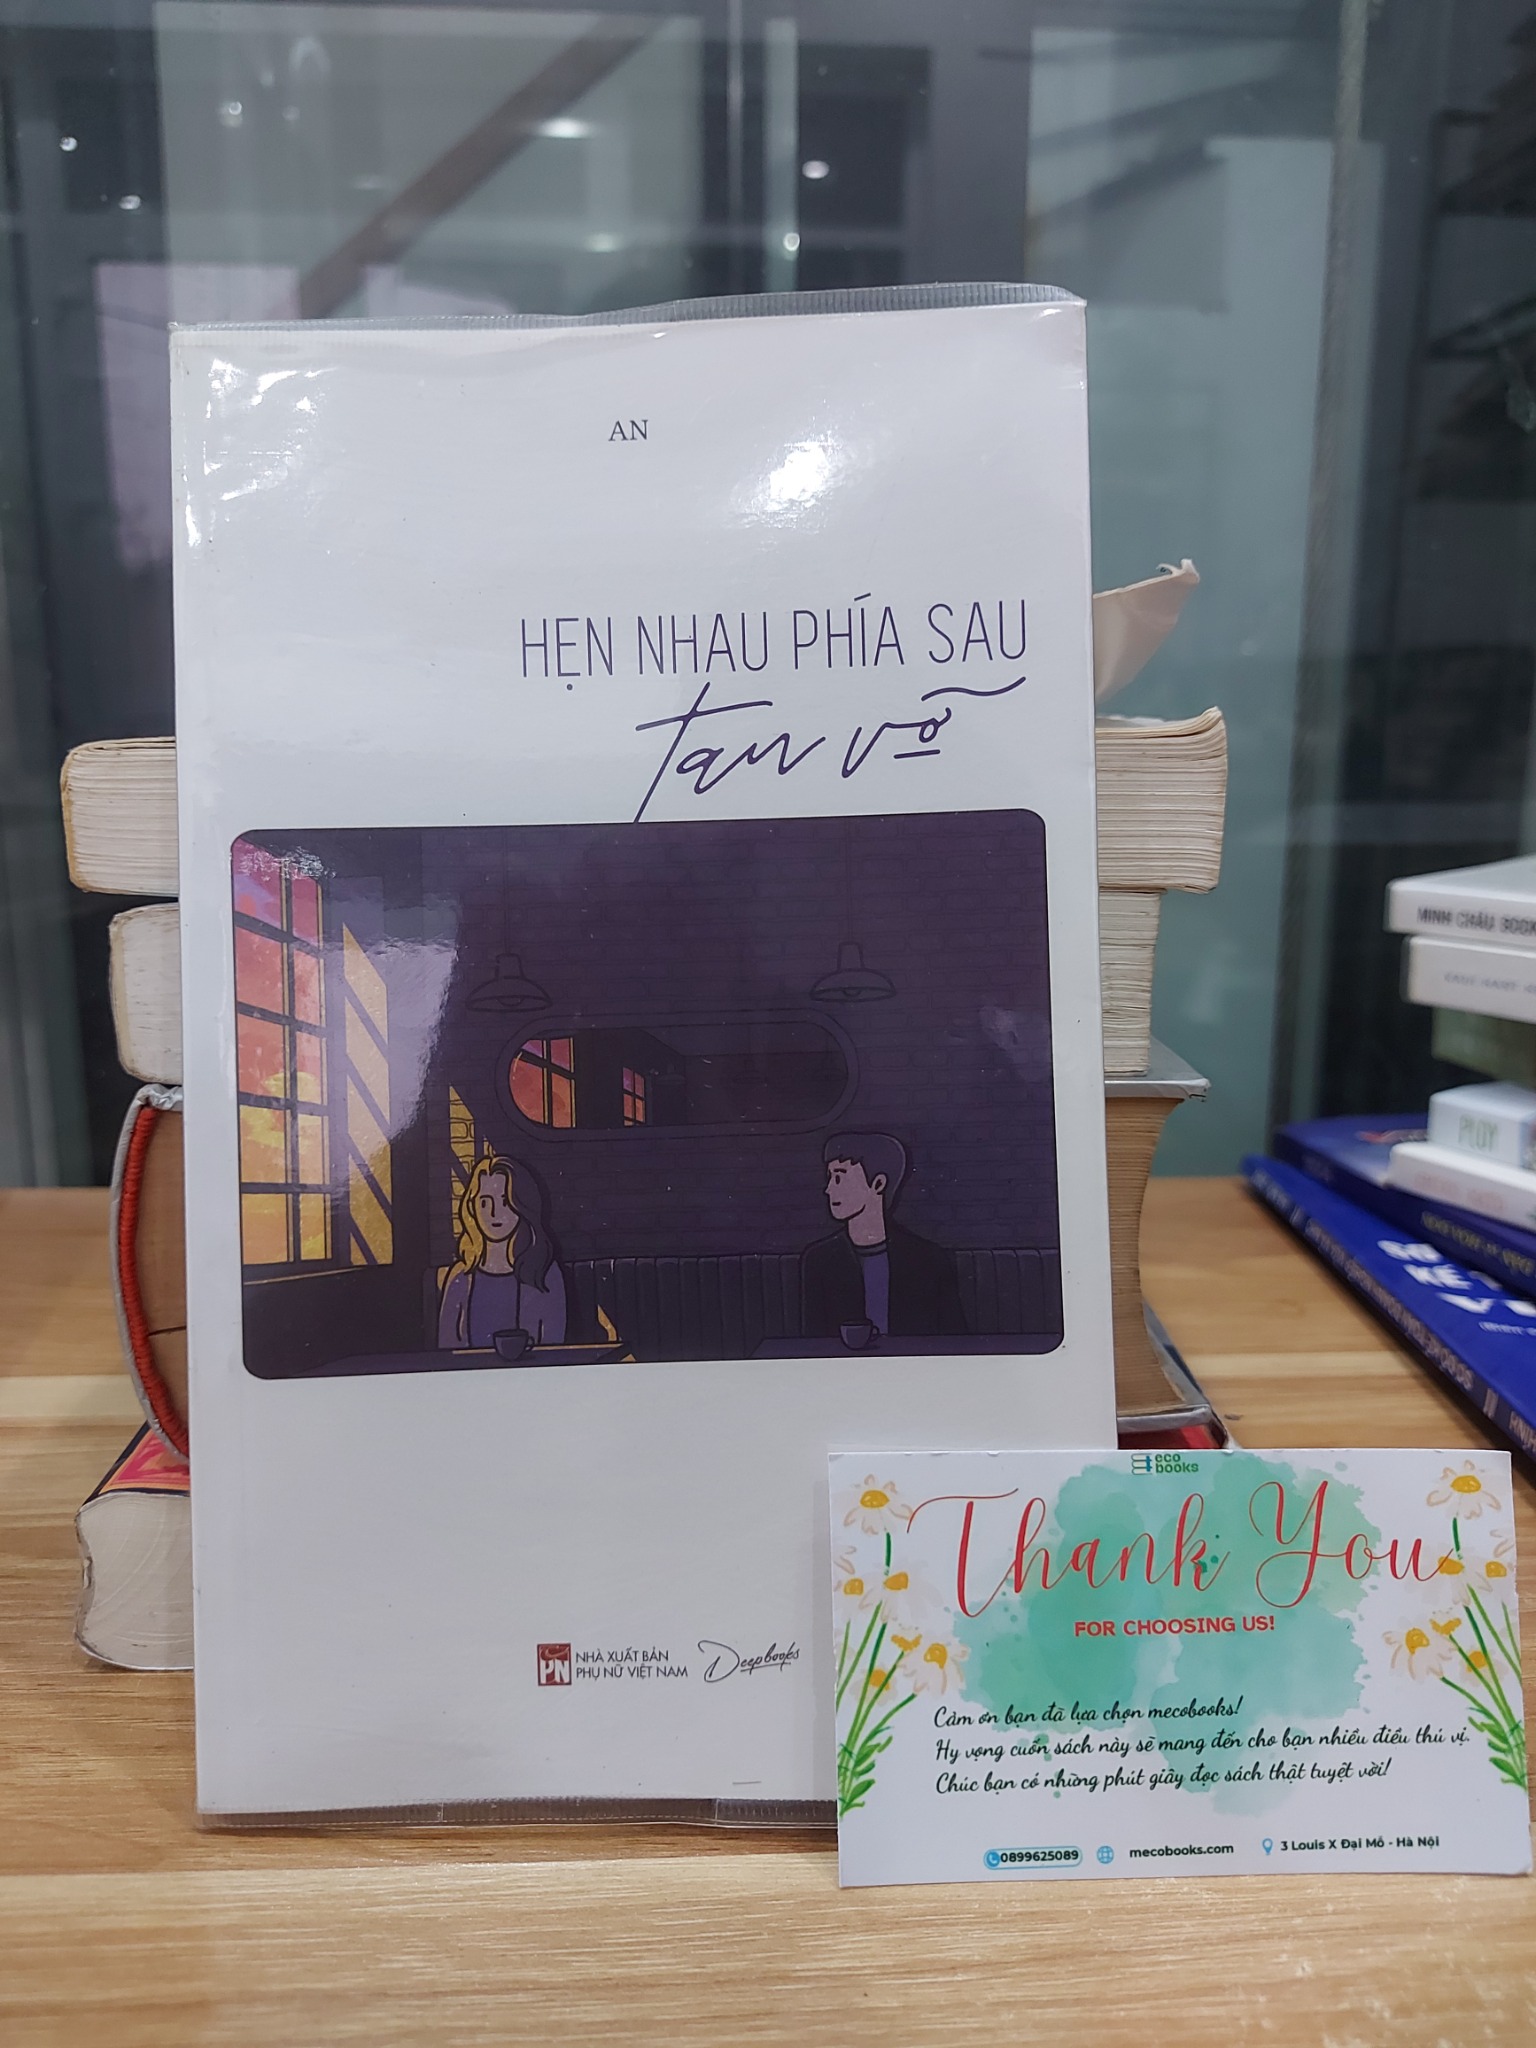 AN
HẸN NHAU PHÍA SAU
tan vỡ
PN
NHÀ XUẤT BẢN
PHỤ NỮ VIỆT NAM
Deepbooks
MINH CHÂU BOOK
PLOY
eco
books
Thank You
FOR CHOOSING US!
Cảm ơn bạn đã lựa chọn mecobooks!
Hy vọng cuốn sách này sẽ mang đến cho bạn nhiều điều thú vị.
Chúc bạn có những phút giây đọc sách thật tuyệt vời!
0899625089
mecobooks.com
3 Louis X Đại Mỗ - Hà Nội